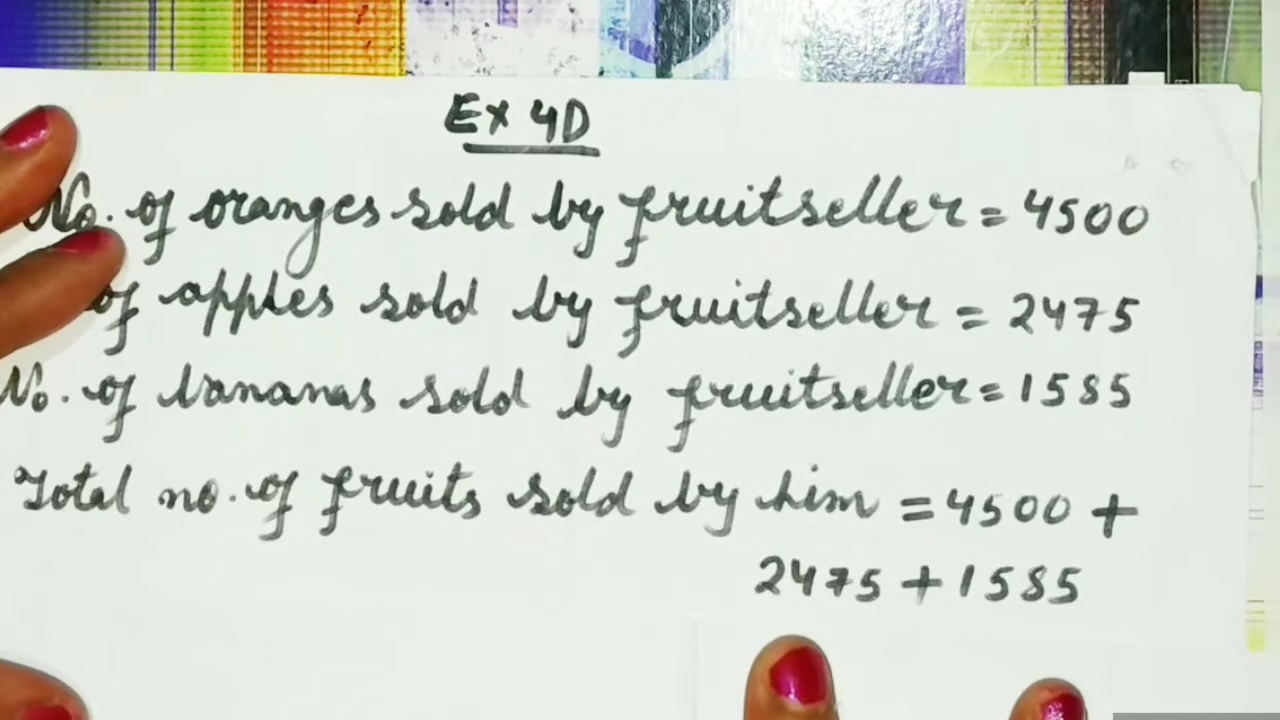 Ex 4D
No. of oranges sold by fruitseller = 4500
of apples sold by fruitseller = 2475
No. of bananas sold by fruitseller = 1585
Total no. of fruits sold by him = 4500 +
2475 + 1585